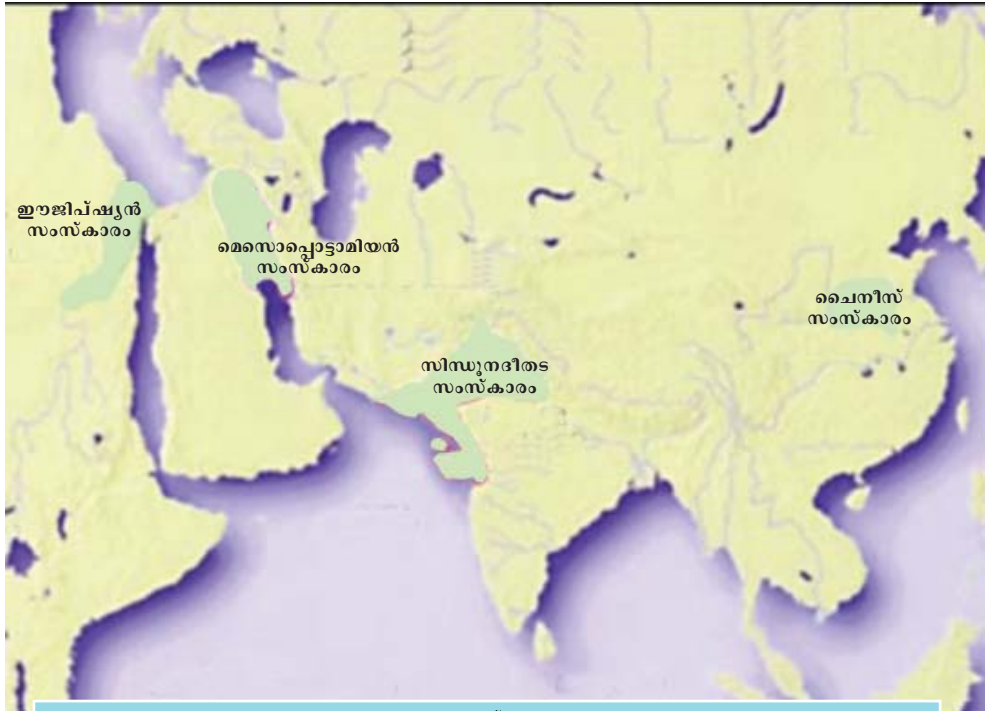 ഈജിപ്ഷ്യൻ
സംസ്കാരം
മെസൊപ്പൊട്ടാമിയൻ
സംസ്കാരം
ചൈനീസ്
സംസ്കാരം
സിന്ധുനദീതട
സംസ്കാരം